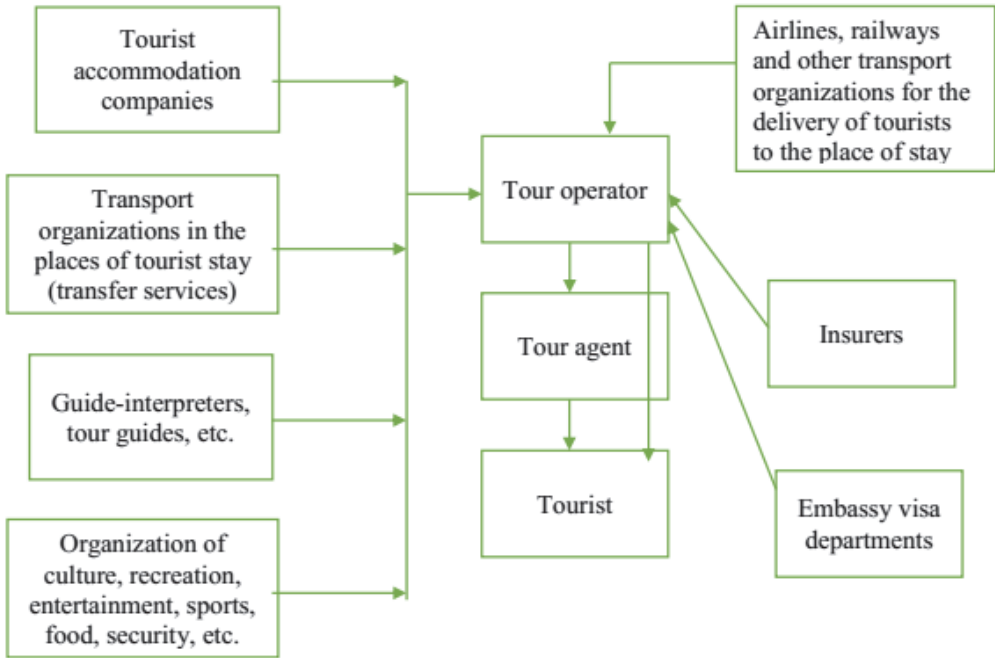 Tourist
accommodation
companies
Transport
organizations in the
places of tourist stay
(transfer services)
Guide-interpreters,
tour guides, etc.
Organization of
culture, recreation,
entertainment, sports,
food, security, etc.
Tour operator
Tour agent
Tourist
Airlines, railways
and other transport
organizations for the
delivery of tourists
to the place of stay
Insurers
Embassy visa
departments